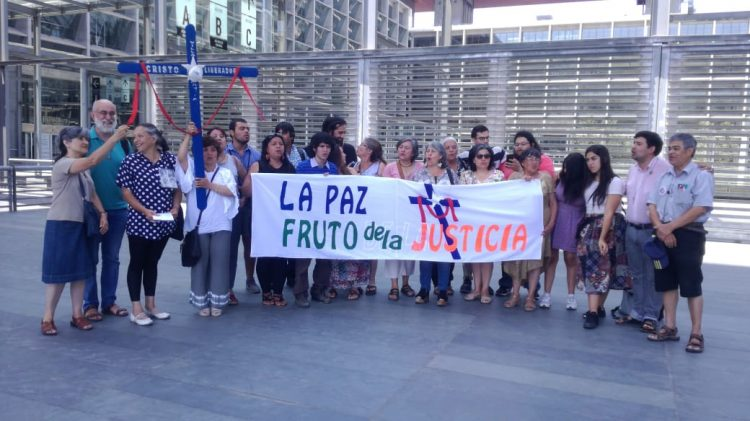 A
B
C
CRISTO LIBERADOR
LA PAZ
FRUTO de la JUSTICIA